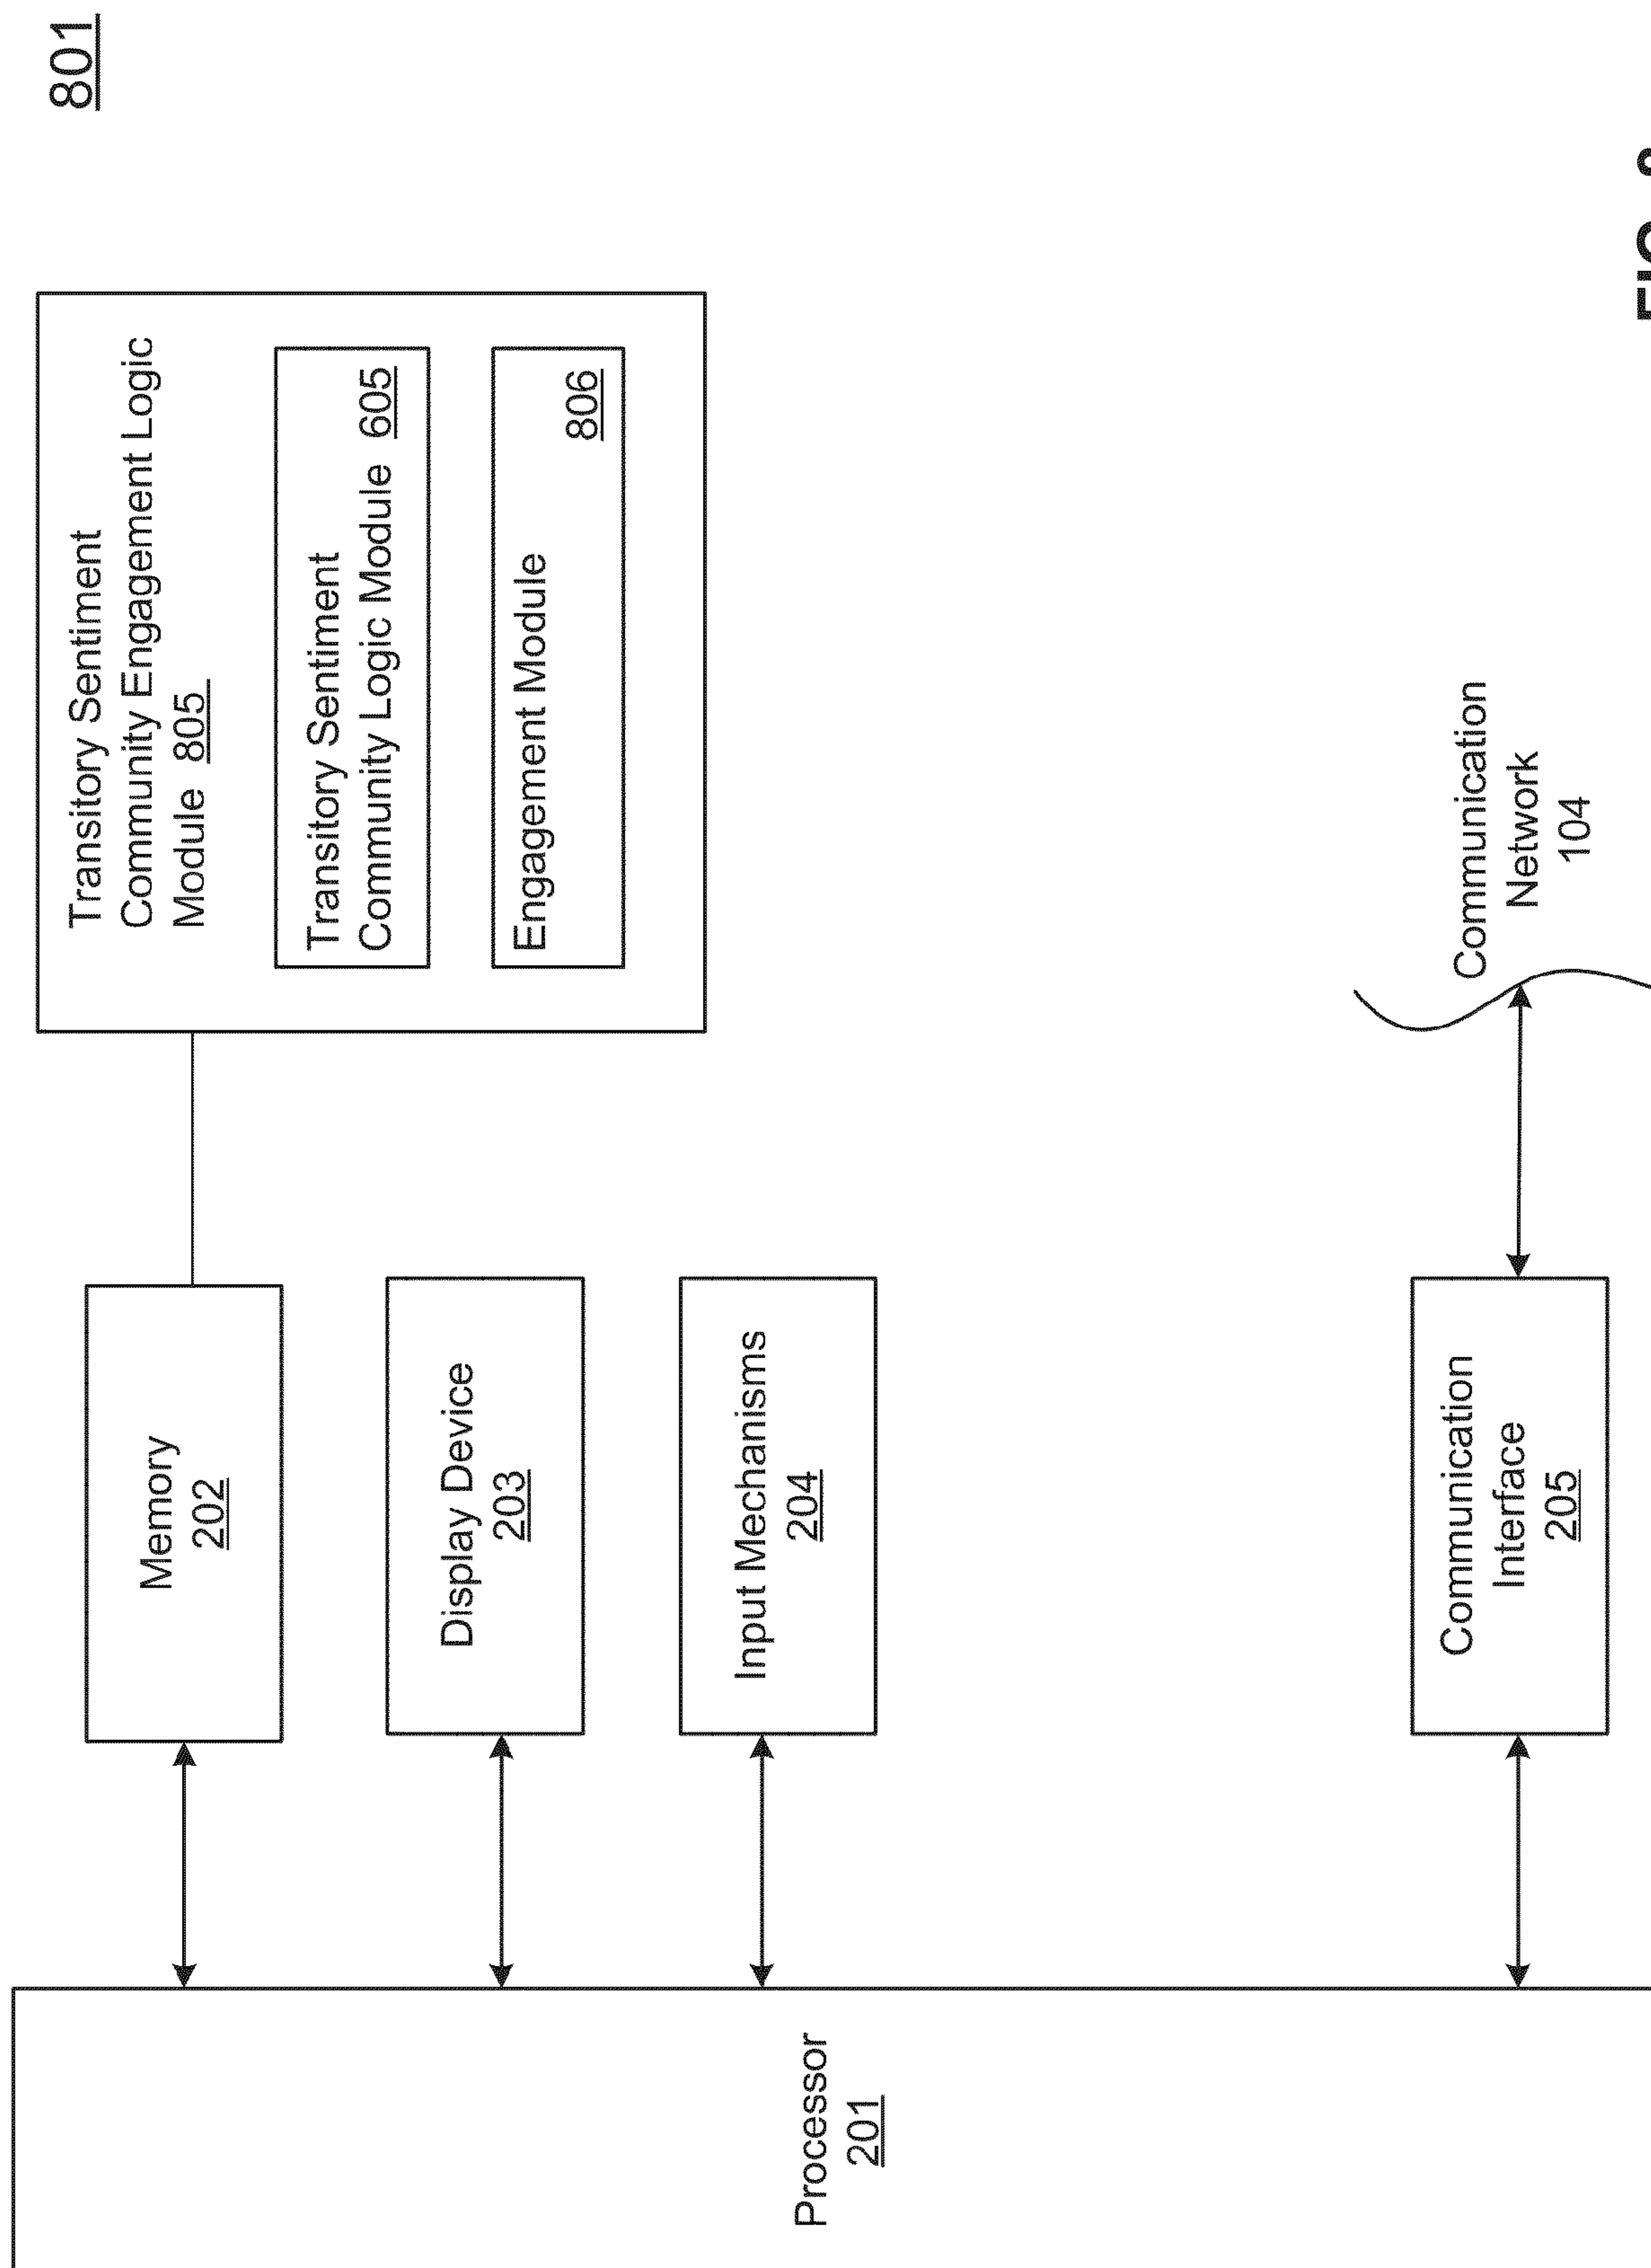 801
Transitory Sentiment
Community Engagement Logic
Module 805
Transitory Sentiment
Community Logic Module 605
Engagement Module
806
Memory
202
Display Device
203
Input Mechanisms
204
Processor
201
Communication
Interface
205
Communication
Network
104